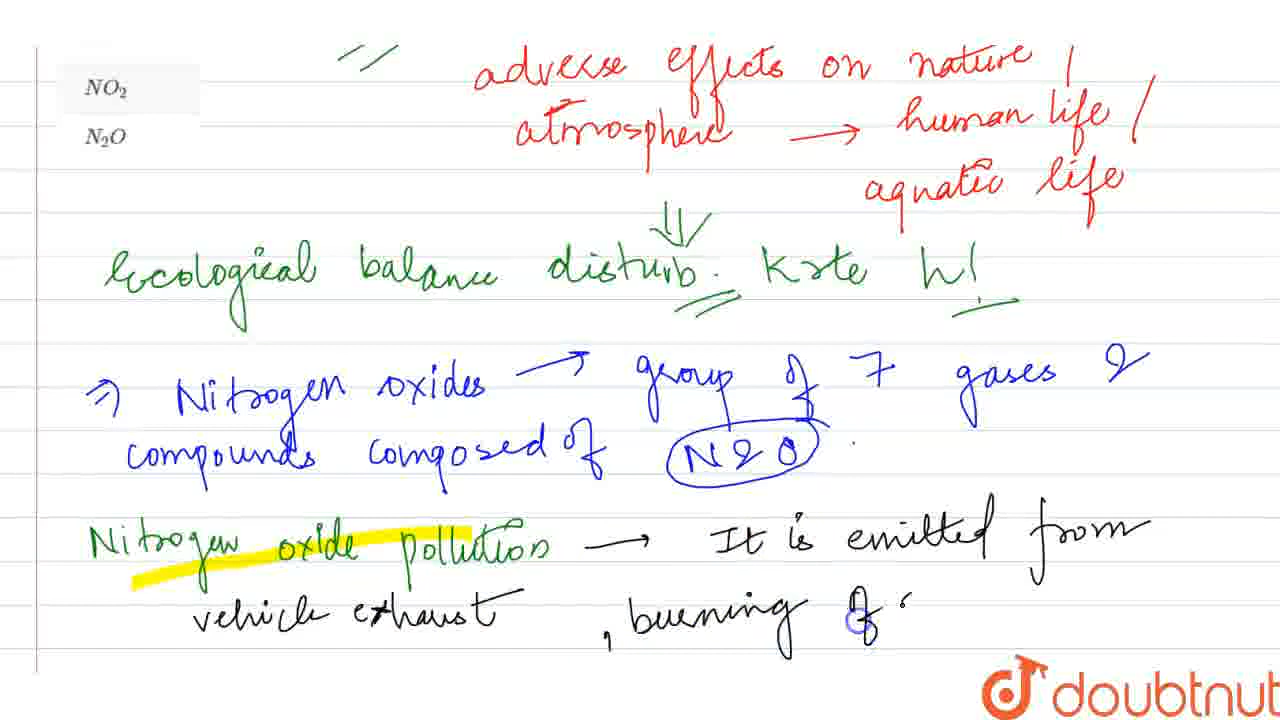 adverse effects on nature /
NO₂
atmosphere → human life /
N₂O
aquatic life
Ecological balance disturb. Krte h!
⇒ Nitrogen oxides → group of 7 gases &
compounds composed of N & O .
Nitrogen oxide pollution → It is emitted from
vehicle exhaust , burning of
doubtnut